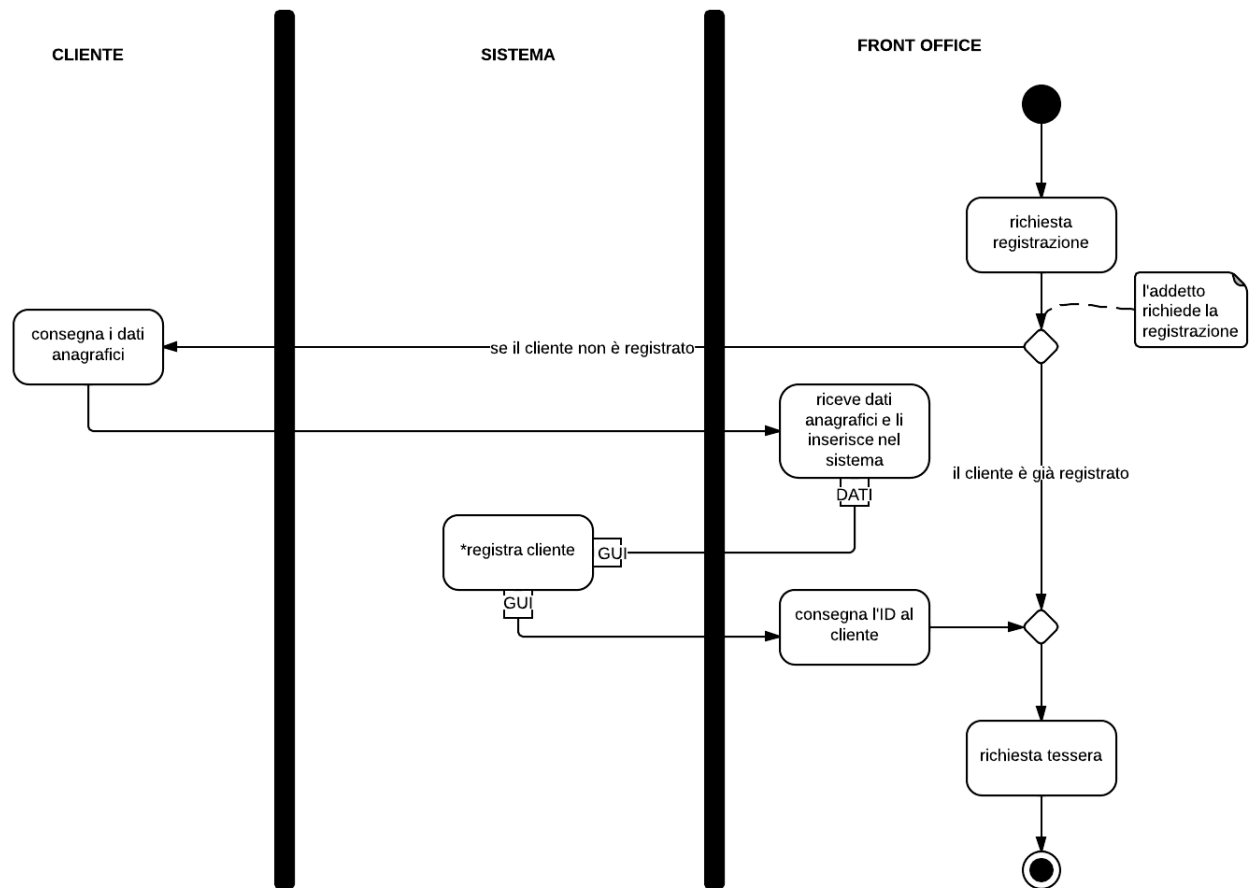 CLIENTE
SISTEMA
FRONT OFFICE
richiesta
registrazione
l'addetto
richiede la
registrazione
consegna i dati
anagrafici
se il cliente non è registrato
riceve dati
anagrafici e li
inserisce nel
sistema
DATI
il cliente è già registrato
*registra cliente
GUI
GUI
consegna l'ID al
cliente
richiesta tessera